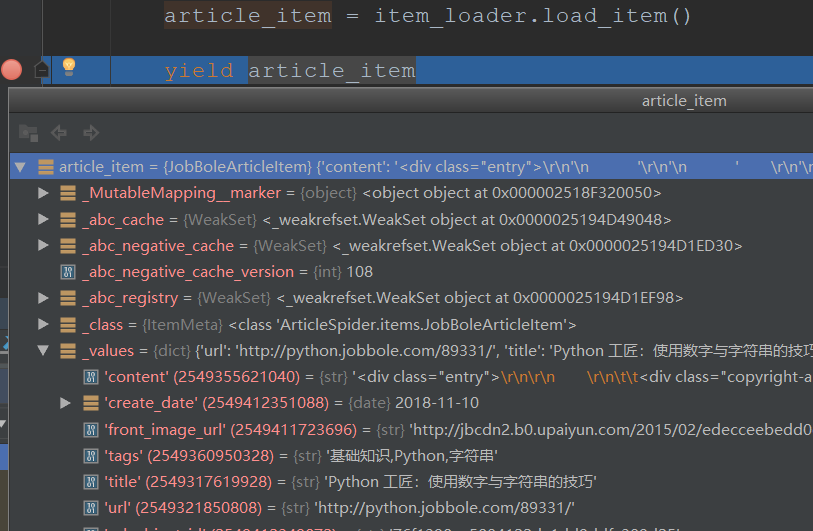 article_item = item_loader.load_item()
yield article_item
article_item
article_item = {JobBoleArticleItem} {'content': '<div class="entry">\r\n'\n '\r\n'\n ' \r\n'\
_MutableMapping__marker = {object} <object object at 0x000002518F320050>
_abc_cache = {WeakSet} <_weakrefset.WeakSet object at 0x0000025194D49048>
_abc_negative_cache = {WeakSet} <_weakrefset.WeakSet object at 0x0000025194D1ED30>
_abc_negative_cache_version = {int} 108
_abc_registry = {WeakSet} <_weakrefset.WeakSet object at 0x0000025194D1EF98>
_class = {ItemMeta} <class 'ArticleSpider.items.JobBoleArticleItem'>
_values = {dict} {'url': 'http://python.jobbole.com/89331/', 'title': 'Python 工匠：使用数字与字符串的技巧
'content' (2549355621040) = {str} '<div class="entry">\r\n\r\n \r\n\t\t<div class="copyright-a
'create_date' (2549412351088) = {date} 2018-11-10
'front_image_url' (2549411723696) = {str} 'http://jbcdn2.b0.upaiyun.com/2015/02/edecceebedd0
'tags' (2549360950328) = {str} '基础知识,Python,字符串'
'title' (2549317619928) = {str} 'Python 工匠：使用数字与字符串的技巧'
'url' (2549321850808) = {str} 'http://python.jobbole.com/89331/'